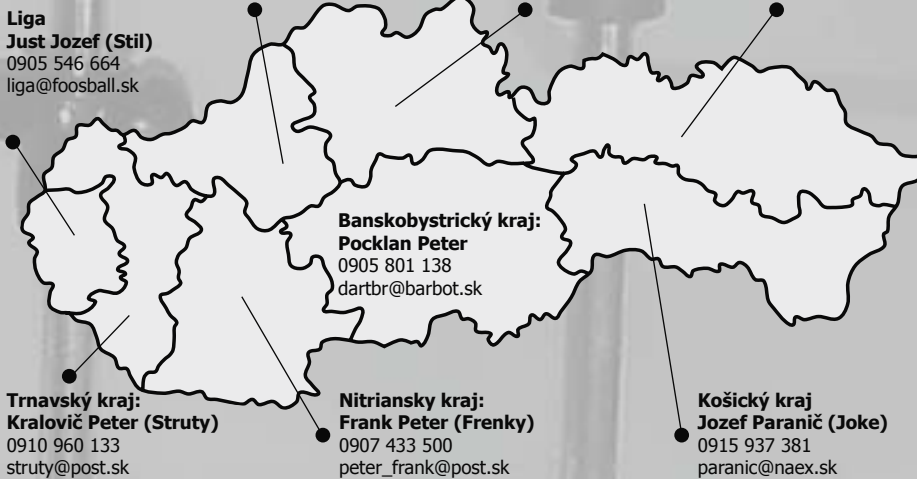 Liga
Just Jozef (Stil)
0905 546 664
liga@foosball.sk
Banskobystrický kraj:
Pocklan Peter
0905 801 138
dartbr@barbot.sk
Trnavský kraj:
Kralovič Peter (Struty)
0910 960 133
struty@post.sk
Nitriansky kraj:
Frank Peter (Frenky)
0907 433 500
peter_frank@post.sk
Košický kraj
Jozef Paranič (Joke)
0915 937 381
paranic@naex.sk